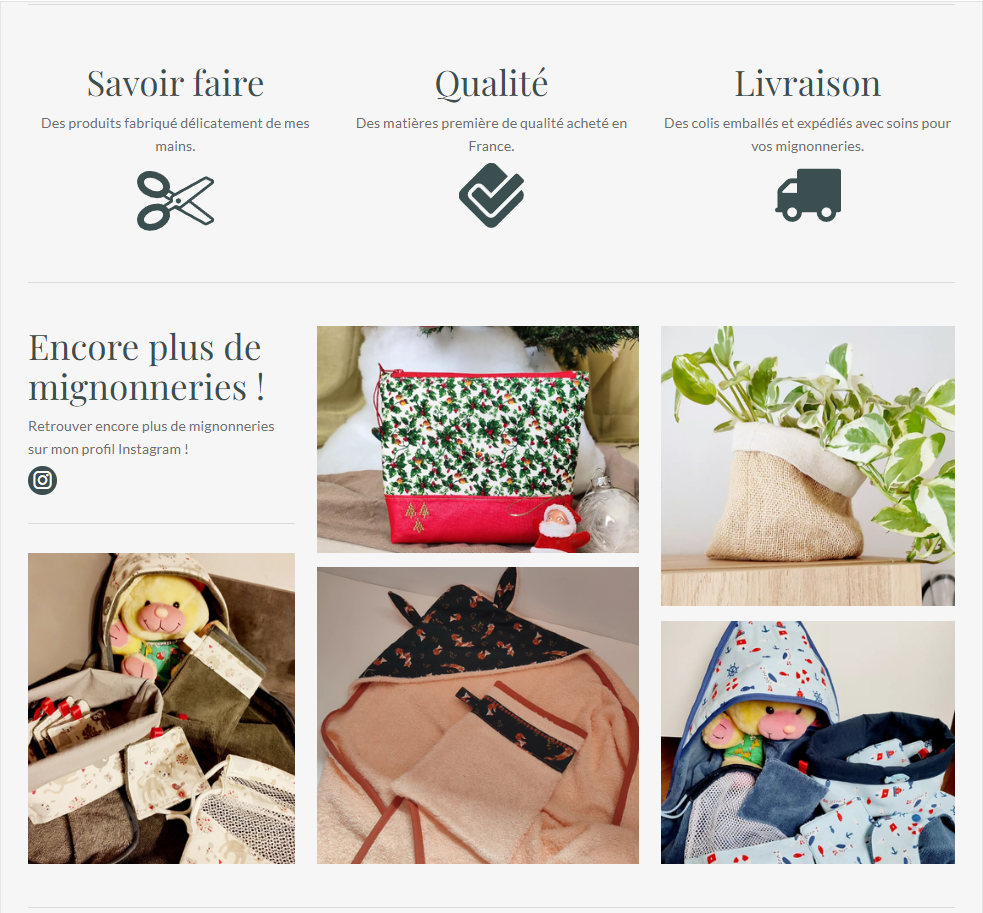 Savoir faire
Des produits fabriqué délicatement de mes
mains.
Qualité
Des matières première de qualité acheté en
France.
Livraison
Des colis emballés et expédiés avec soins pour
vos mignonneries.
Encore plus de
mignonneries !
Retrouver encore plus de mignonneries
sur mon profil Instagram !